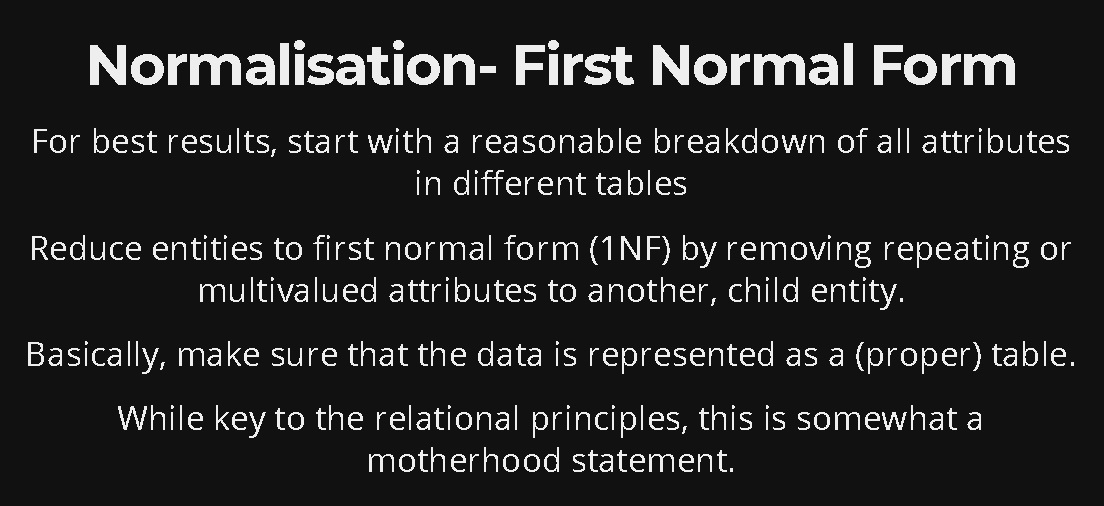 Normalisation- First Normal Form
For best results, start with a reasonable breakdown of all attributes
in different tables
Reduce entities to first normal form (1NF) by removing repeating or
multivalued attributes to another, child entity.
Basically, make sure that the data is represented as a (proper) table.
While key to the relational principles, this is somewhat a
motherhood statement.